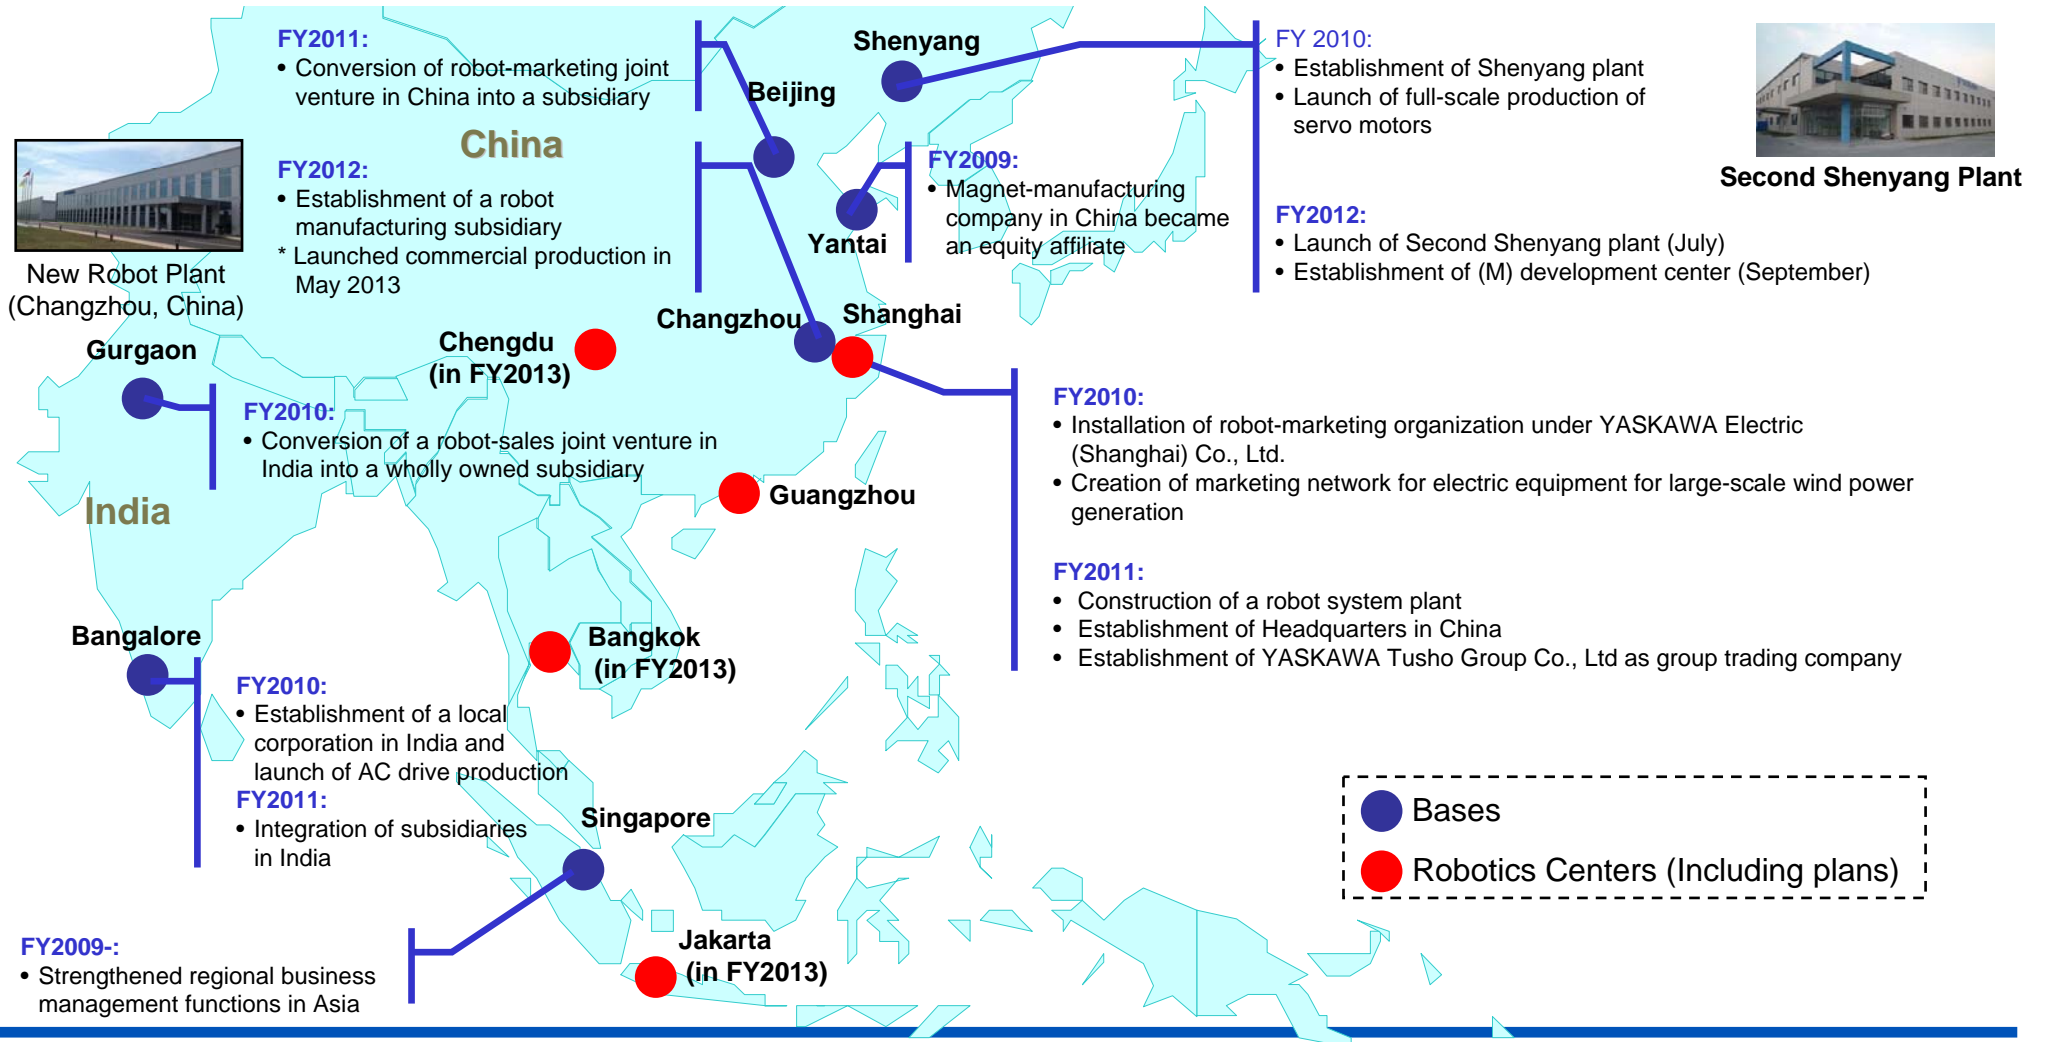 FY2011:
• Conversion of robot-marketing joint
venture in China into a subsidiary
China
FY2012:
• Establishment of a robot
manufacturing subsidiary
* Launched commercial production in
May 2013
New Robot Plant
(Changzhou, China)
Beijing
Shenyang
FY 2010:
• Establishment of Shenyang plant
• Launch of full-scale production of
servo motors
Second Shenyang Plant
FY2012:
• Launch of Second Shenyang plant (July)
• Establishment of (M) development center (September)
FY2009:
• Magnet-manufacturing
company in China became
an equity affiliate
Yantai
Changzhou
Shanghai
Chengdu
(in FY2013)
Gurgaon
FY2010:
• Conversion of a robot-sales joint venture in
India into a wholly owned subsidiary
India
Guangzhou
FY2010:
• Installation of robot-marketing organization under YASKAWA Electric
(Shanghai) Co., Ltd.
• Creation of marketing network for electric equipment for large-scale wind power
generation
FY2011:
• Construction of a robot system plant
• Establishment of Headquarters in China
• Establishment of YASKAWA Tusho Group Co., Ltd as group trading company
Bangalore
FY2010:
• Establishment of a local
corporation in India and
launch of AC drive production
FY2011:
• Integration of subsidiaries
in India
Bangkok
(in FY2013)
Singapore
FY2009-:
• Strengthened regional business
management functions in Asia
Jakarta
(in FY2013)
Bases
Robotics Centers (Including plans)